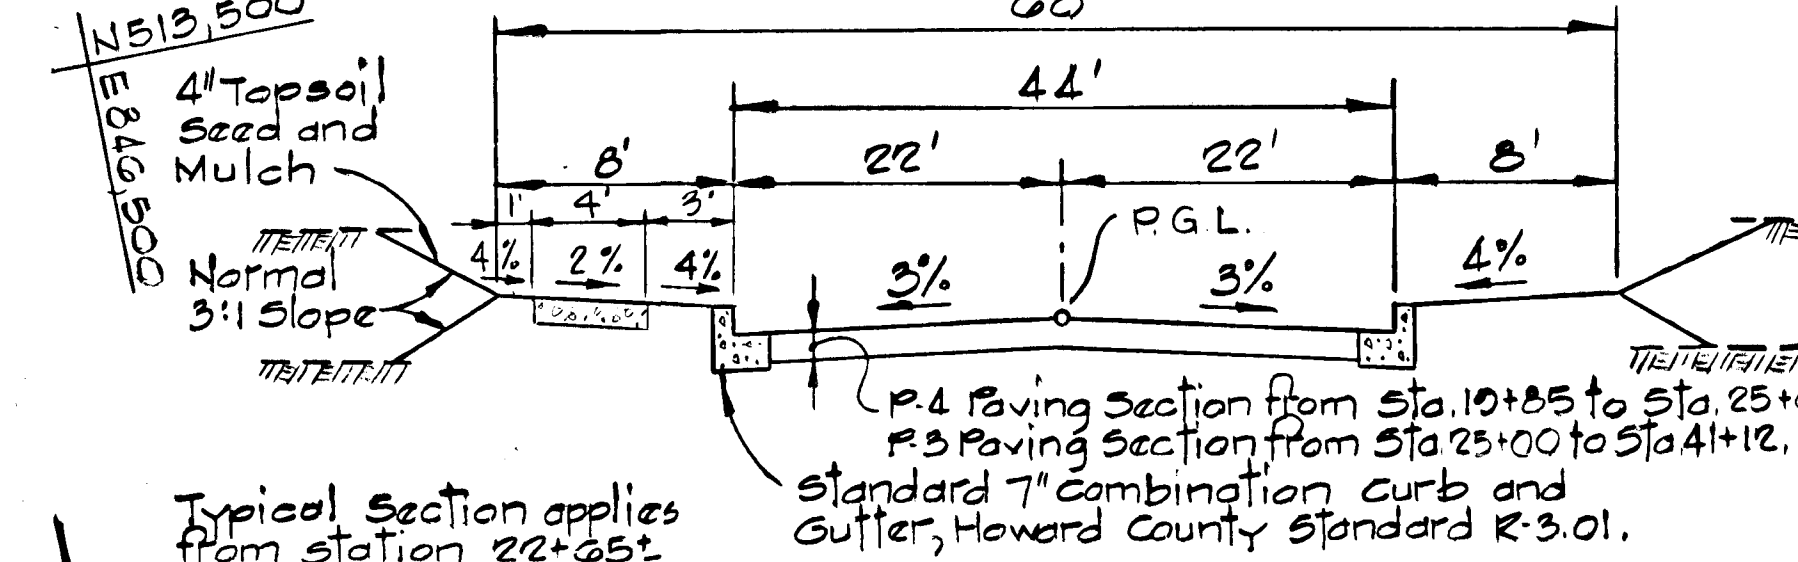 N513,500
E846,500
60
44'
4" Topsoil
Seed and
Mulch
8'
22'
22'
8'
1'
4'
3'
P.G.L.
4%
2%
4%
3%
3%
4%
Normal
3:1 Slope
P-4 Paving Section from Sta. 19+85 to Sta. 25+
P-3 Paving Section from Sta. 25+00 to Sta. 41+12.
Standard 7" Combination Curb and
Gutter, Howard County Standard R-3.01.
Typical Section applies
from station 22+65±